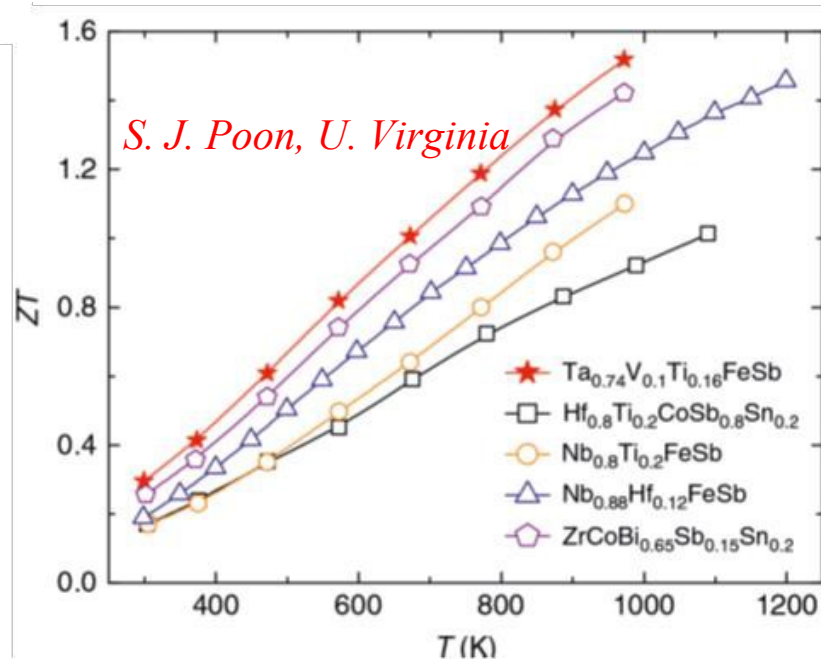 1.6
S. J. Poon, U. Virginia
1.2
ZT
0.8
Ta0.74V0.1Ti0.16FeSb
Hf0.8Ti0.2CoSb0.8Sn0.2
0.4
Nb0.8Ti0.2FeSb
Nb0.88Hf0.12FeSb
ZrCoBi0.65Sb0.15Sn0.2
0.0
400 600 800 1000 1200
T (K)